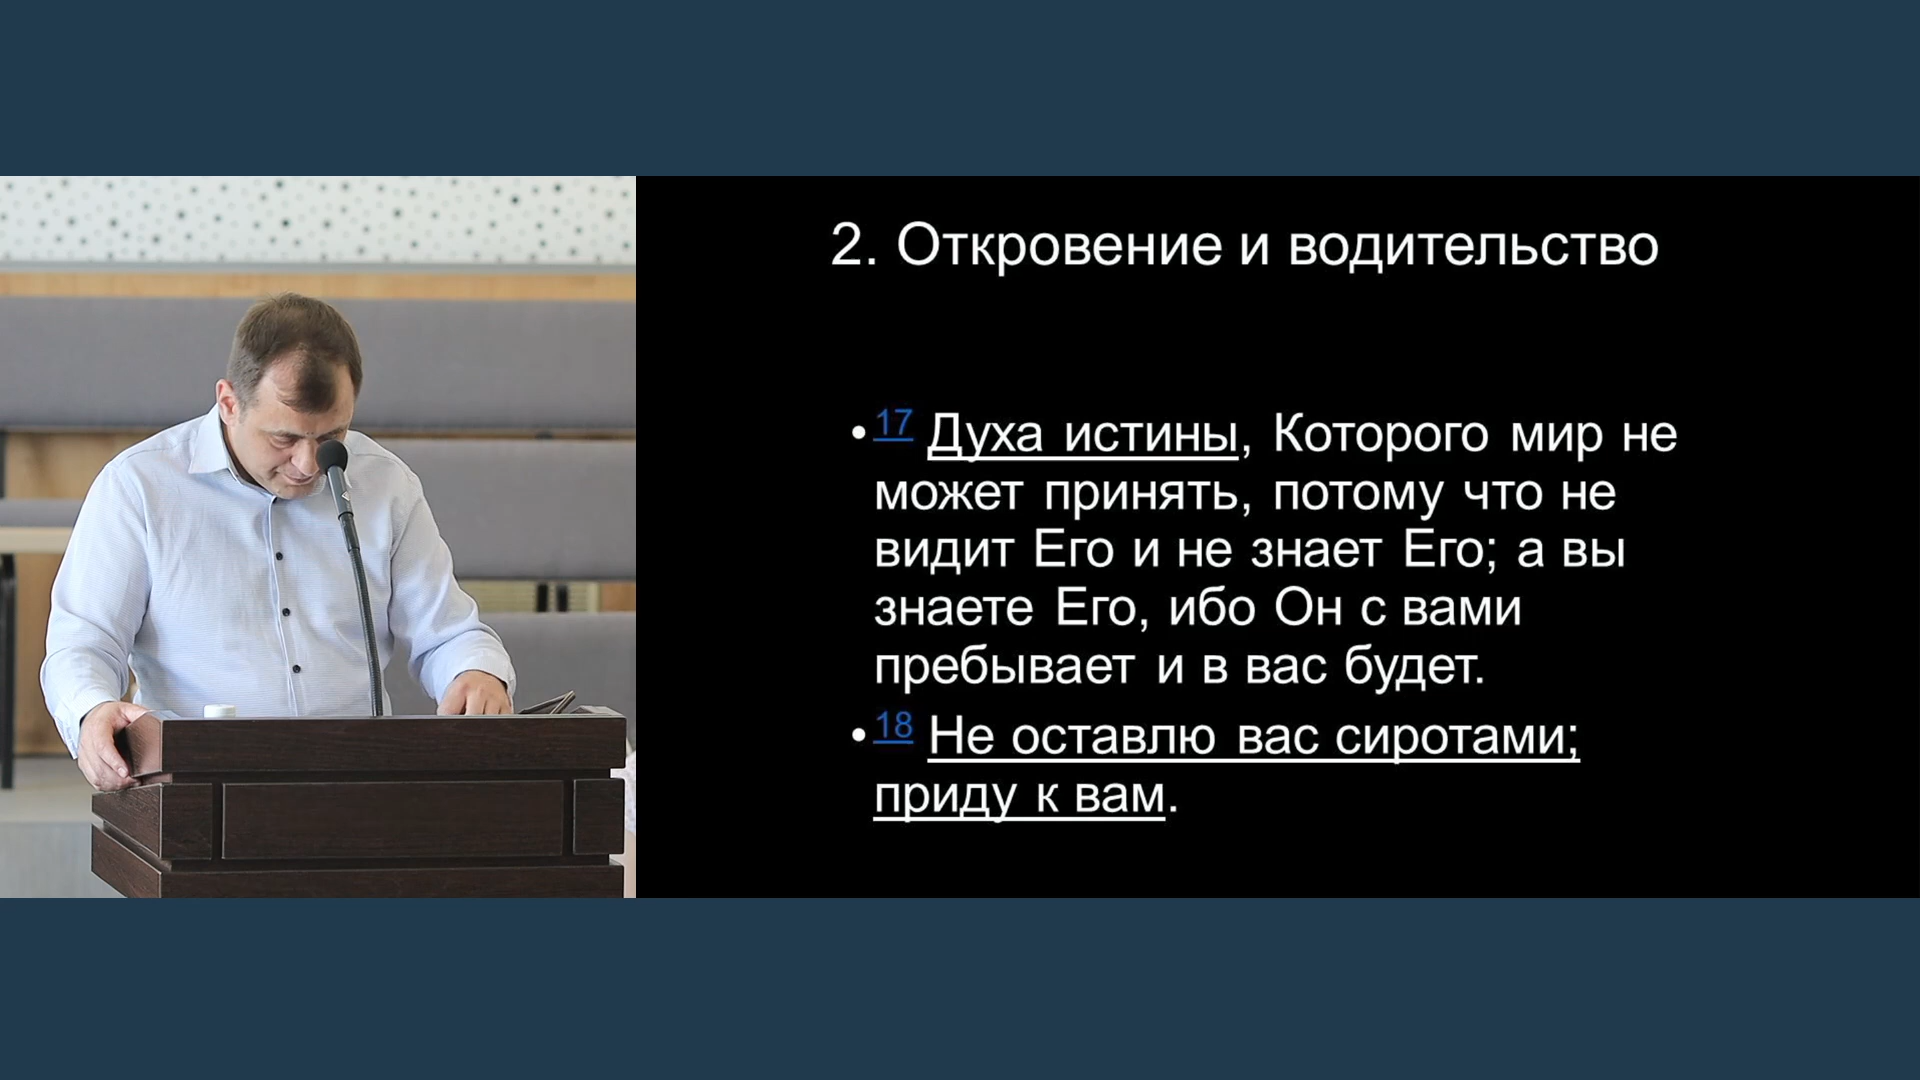 2. Откровение и водительство
• 17 Духа истины, Которого мир не
может принять, потому что не
видит Его и не знает Его; а вы
знаете Его, ибо Он с вами
пребывает и в вас будет.
• 18 Не оставлю вас сиротами;
приду к вам.